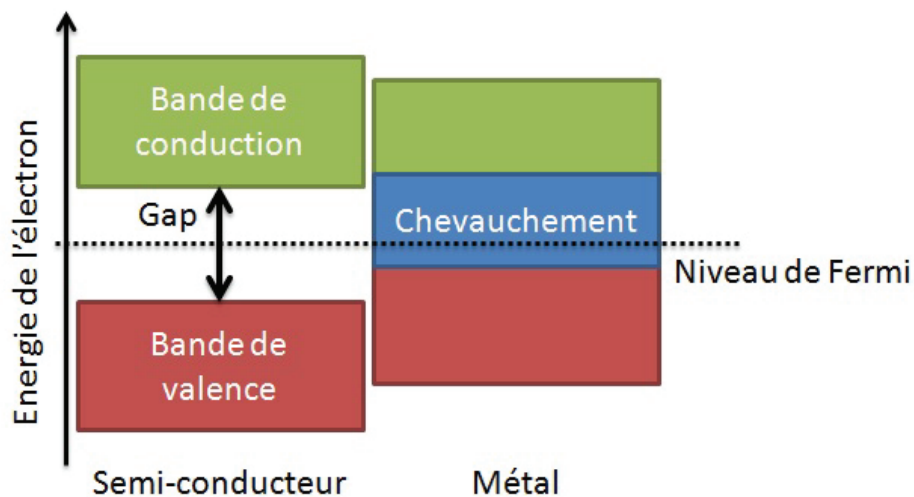 Energie de l'électron
Bande de
conduction
Gap
Chevauchement
Niveau de Fermi
Bande de
valence
Semi-conducteur
Métal